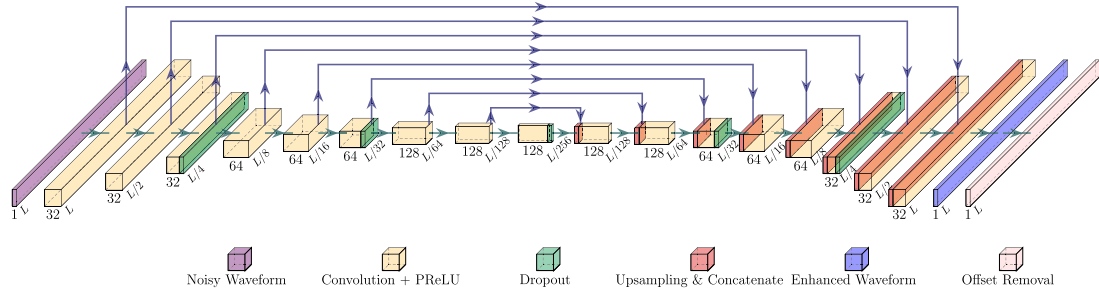 1 L
32 L
32 L/2
32 L/4
64 L/8
64 L/16
64 L/32
128 L/64
128 L/128
128 L/256
128 L/128
128 L/64
64 L/32
64 L/16
64 L/8
32 L/4
32 L/2
32 L
1 L
1 L
Noisy Waveform
Convolution + PReLU
Dropout
Upsampling & Concatenate
Enhanced Waveform
Offset Removal